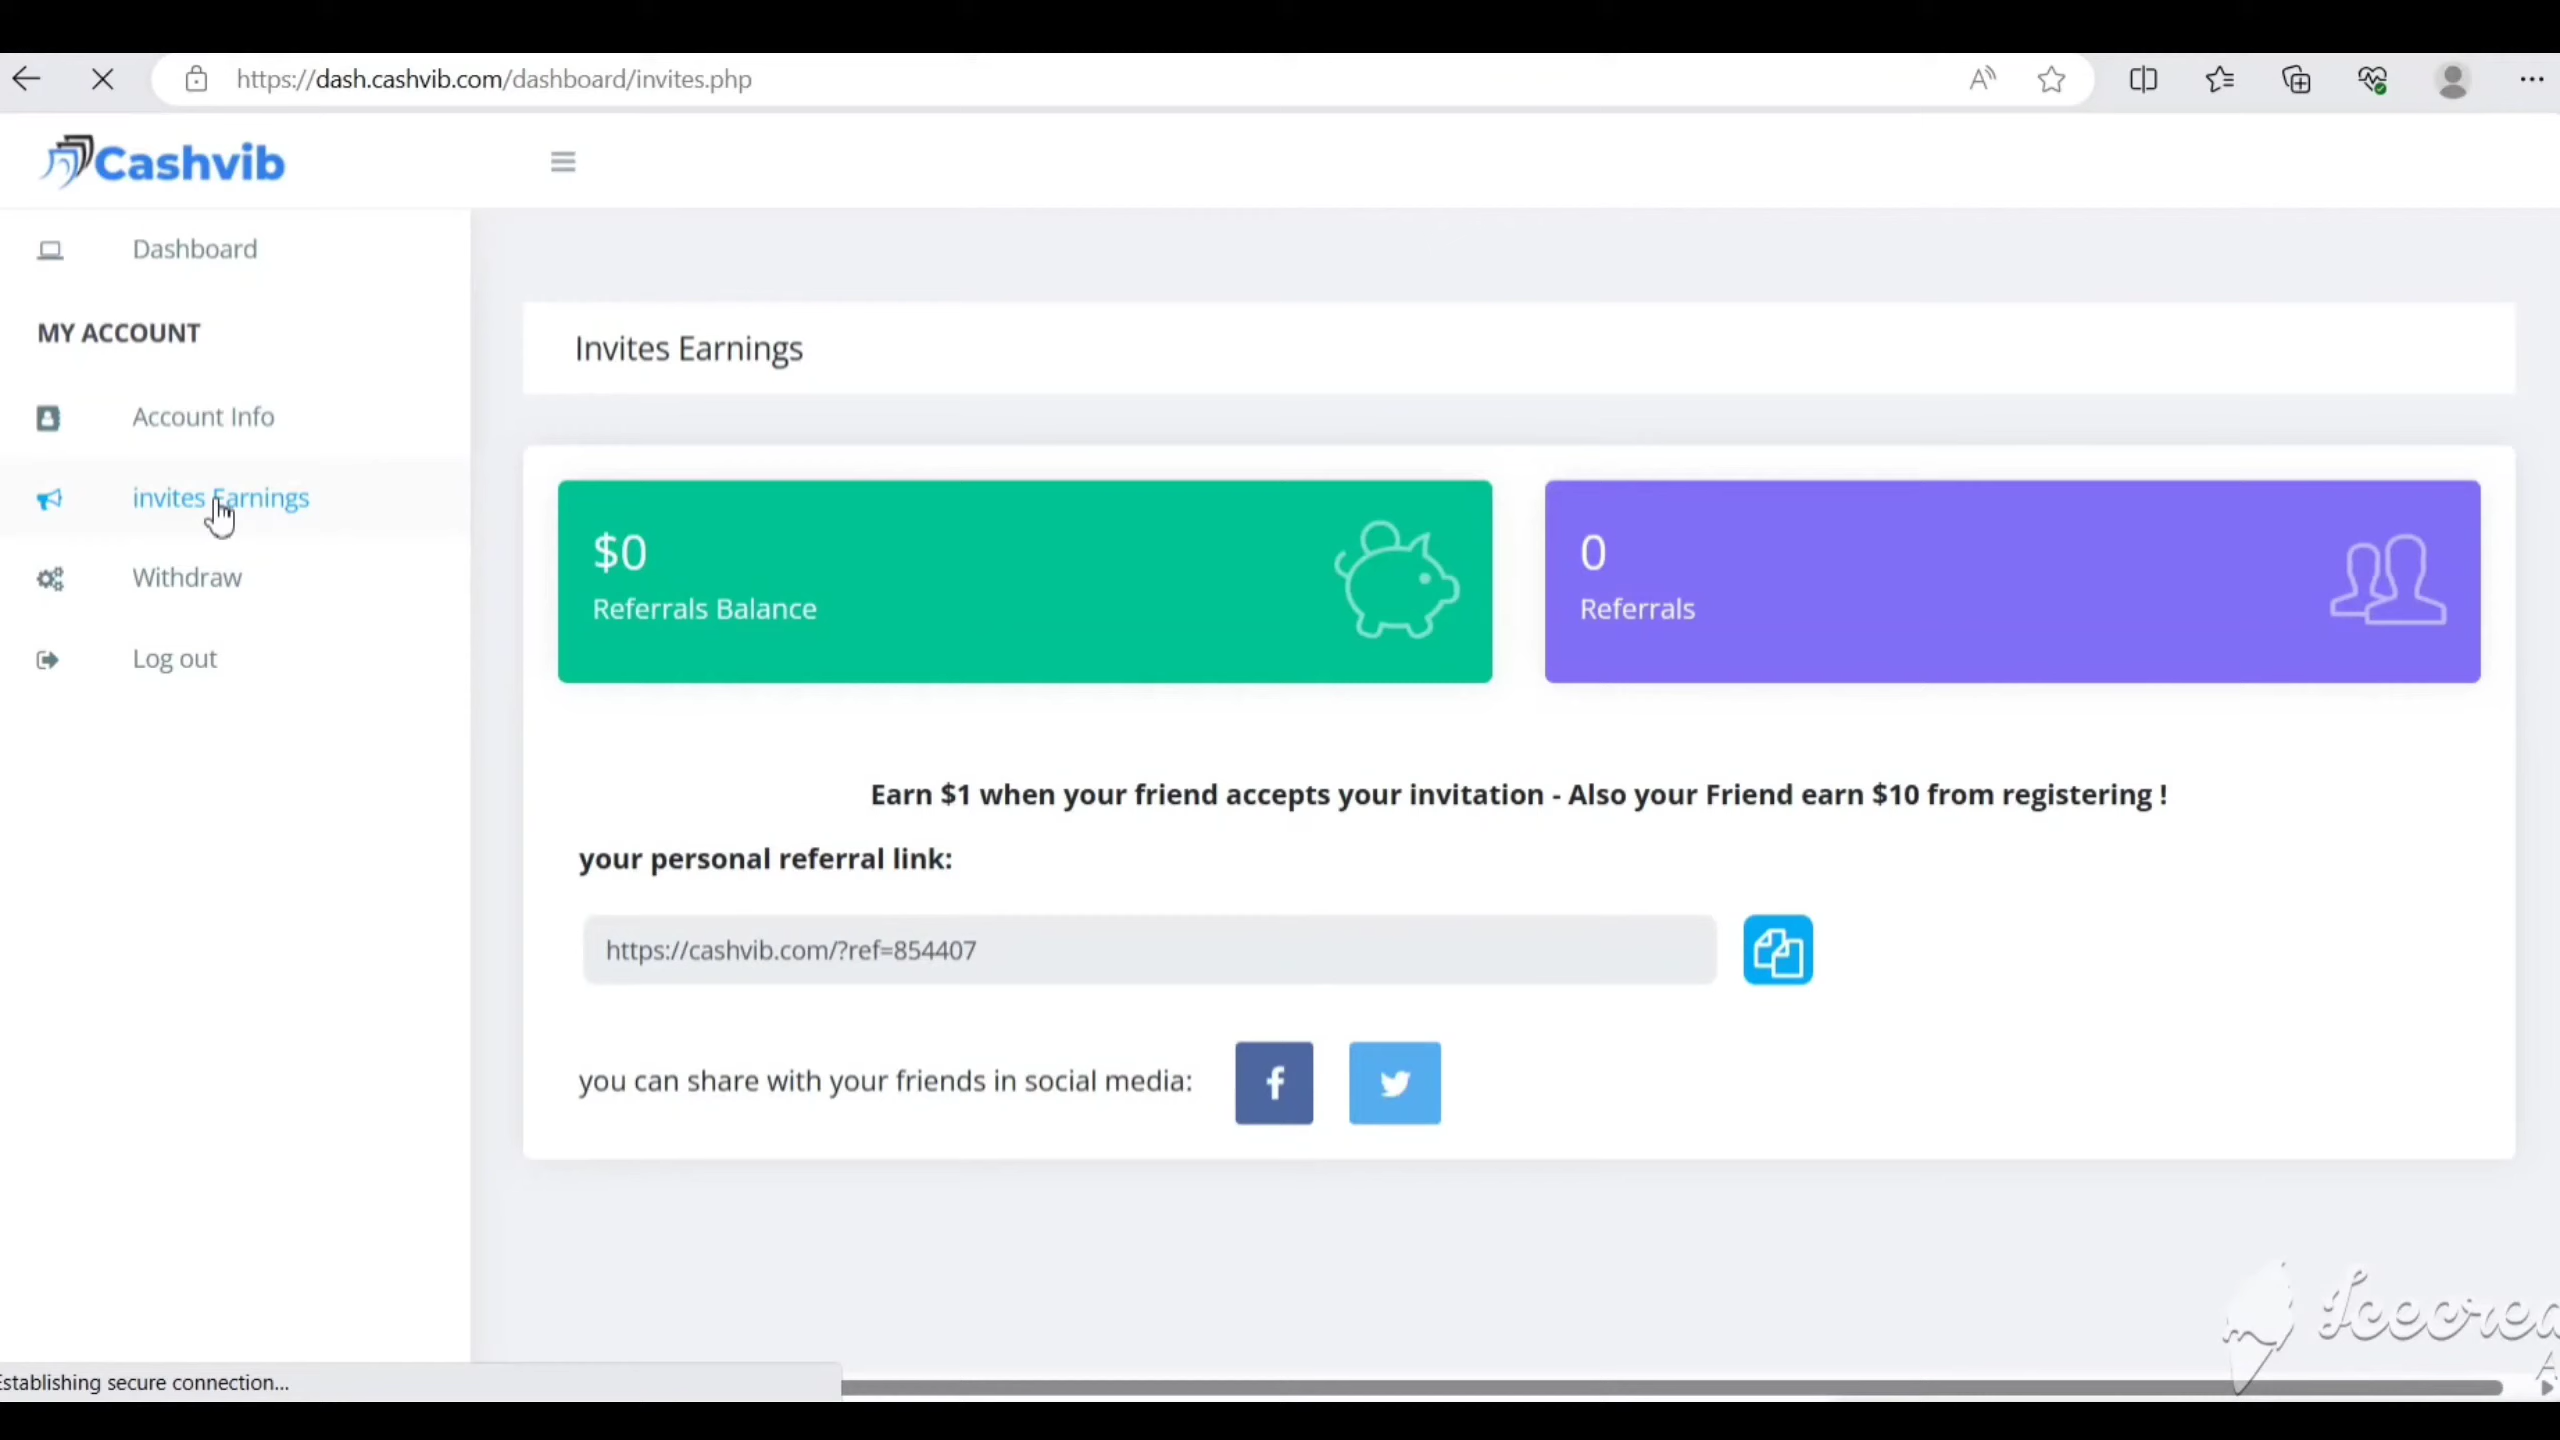 https://dash.cashvib.com/dashboard/invites.php
Cashvib
Dashboard
MY ACCOUNT
Account Info
invites Earnings
Withdraw
Log out
Invites Earnings
$0
Referrals Balance
0
Referrals
Earn $1 when your friend accepts your invitation - Also your Friend earn $10 from registering !
your personal referral link:
https://cashvib.com/?ref=854407
you can share with your friends in social media:
Establishing secure connection...